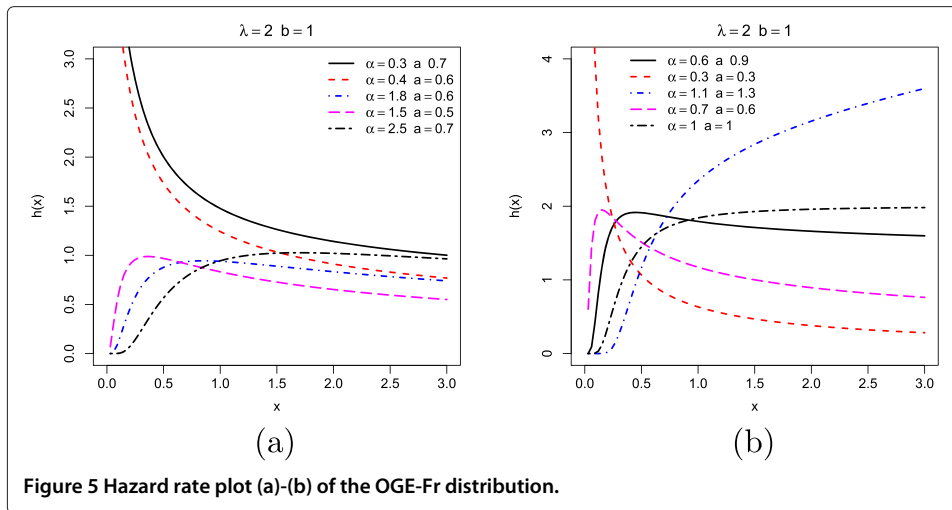 λ = 2 b = 1
h(x)
3.0
2.5
2.0
1.5
1.0
0.5
0.0
α = 0.3 a 0.7
α = 0.4 a = 0.6
α = 1.8 a = 0.6
α = 1.5 a = 0.5
α = 2.5 a = 0.7
0.0 0.5 1.0 1.5 2.0 2.5 3.0
x
(a)
λ = 2 b = 1
h(x)
4
3
2
1
0
α = 0.6 a 0.9
α = 0.3 a = 0.3
α = 1.1 a = 1.3
α = 0.7 a = 0.6
α = 1 a = 1
0.0 0.5 1.0 1.5 2.0 2.5 3.0
x
(b)
Figure 5 Hazard rate plot (a)-(b) of the OGE-Fr distribution.